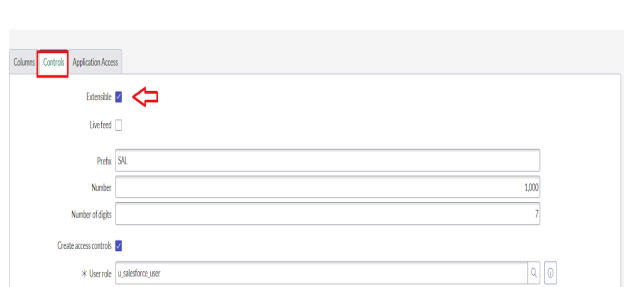 Columns Controls Application Access
Extensible
Live feed
Prefix SAL
Number 1,000
Number of digits 7
Create access controls
User role u_salesforce_user